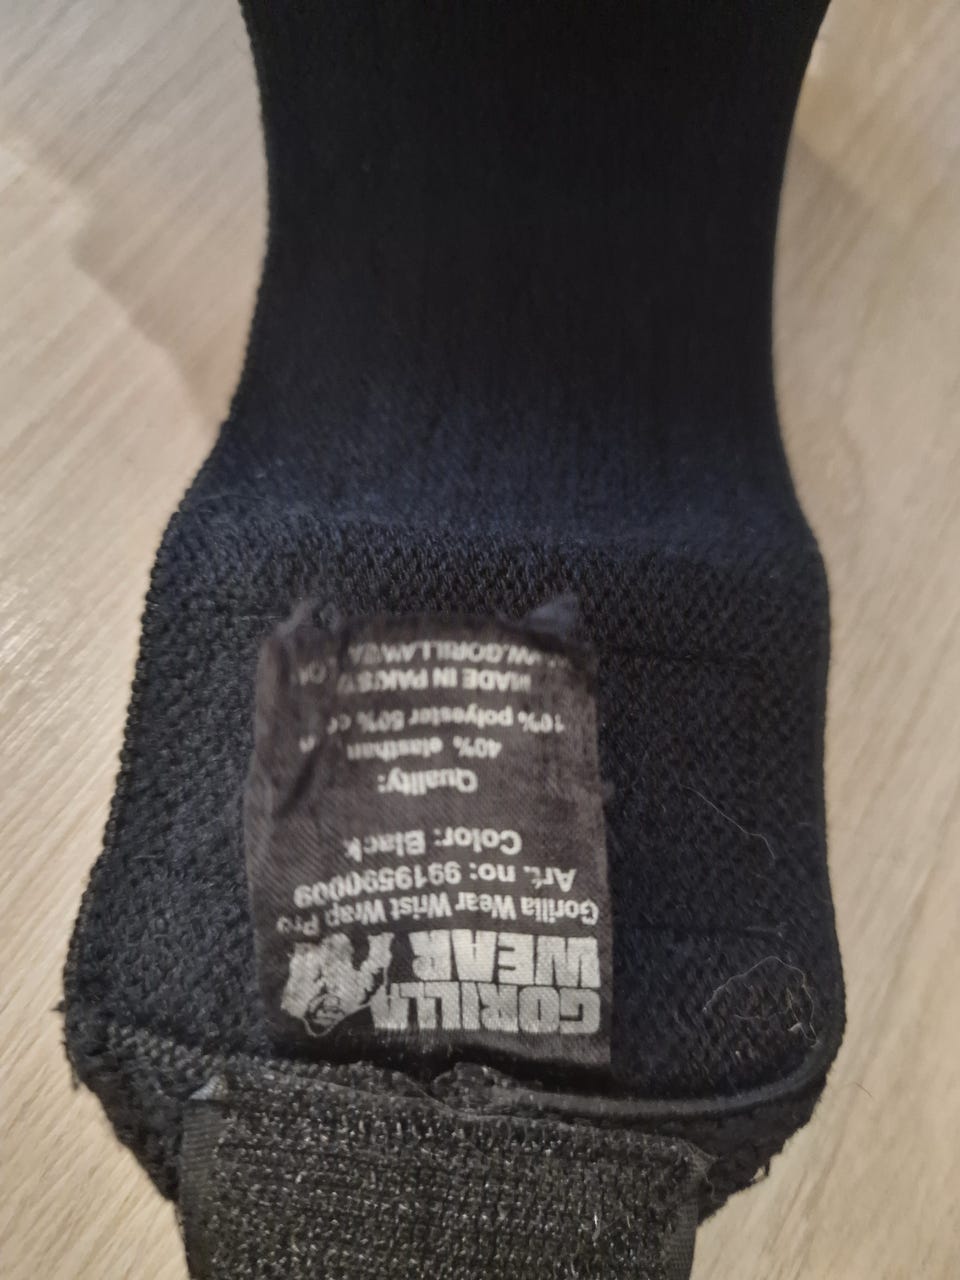 GORILLA
WEAR
Gorilla Wear Wrist Wrap Pro
Art. no: 9919590009
Color: Black
Quality:
40% elasthan
10% polyester 50%
MADE IN